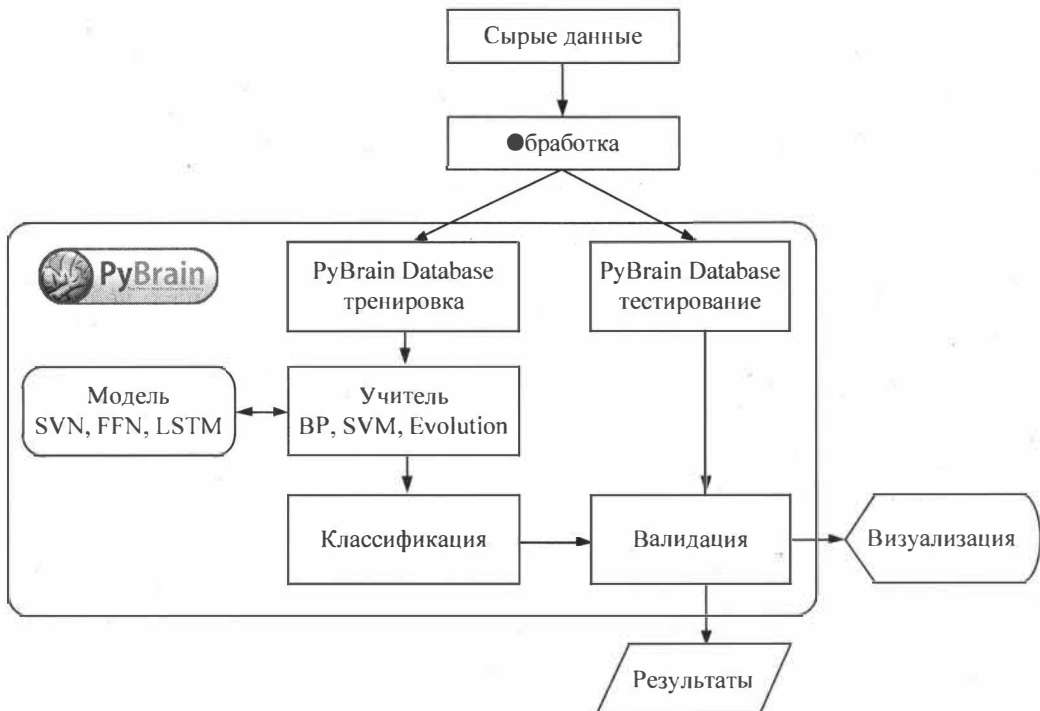 Сырые данные
Обработка
PyBrain
PyBrain Database
тренировка
PyBrain Database
тестирование
Модель
SVN, FFN, LSTM
Учитель
BP, SVM, Evolution
Классификация
Валидация
Визуализация
Результаты